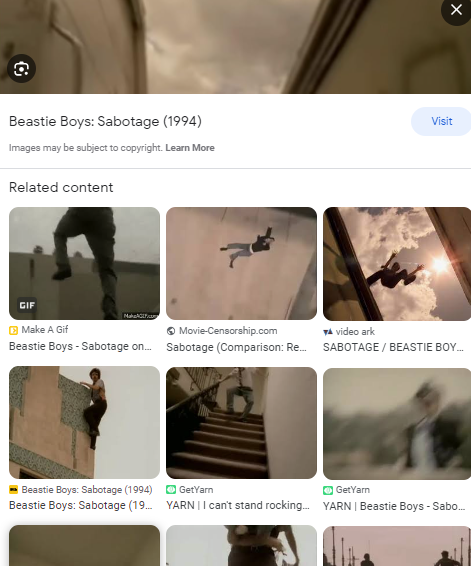 Beastie Boys: Sabotage (1994)
Visit
Images may be subject to copyright. Learn More
Related content
GIF
MakeAGIF.com
Make A Gif
Beastie Boys - Sabotage on...
Movie-Censorship.com
Sabotage (Comparison: Re...
video ark
SABOTAGE / BEASTIE BOY...
Beastie Boys: Sabotage (1994)
Beastie Boys: Sabotage (19...
GetYarn
YARN | I can't stand rocking...
GetYarn
YARN | Beastie Boys - Sabo...